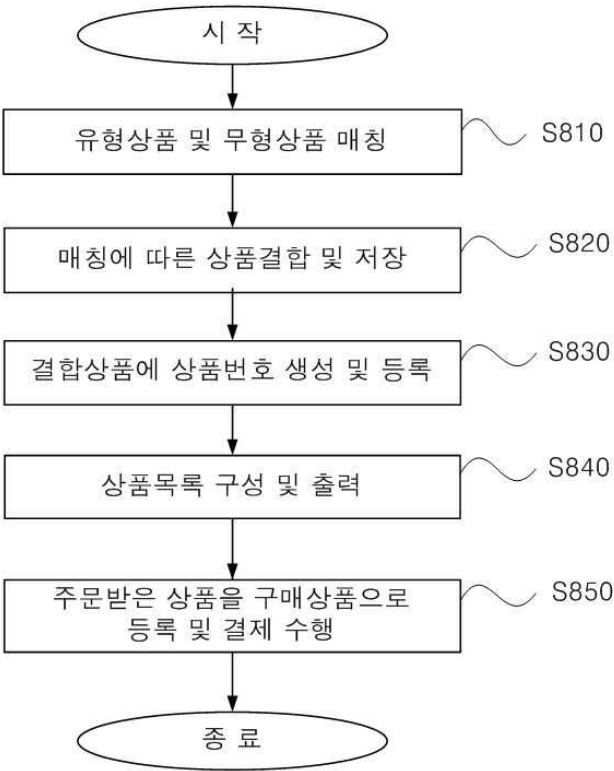 시 작
유형상품 및 무형상품 매칭
S810
매칭에 따른 상품결합 및 저장
S820
결합상품에 상품번호 생성 및 등록
S830
상품목록 구성 및 출력
S840
주문받은 상품을 구매상품으로
등록 및 결제 수행
S850
종 료